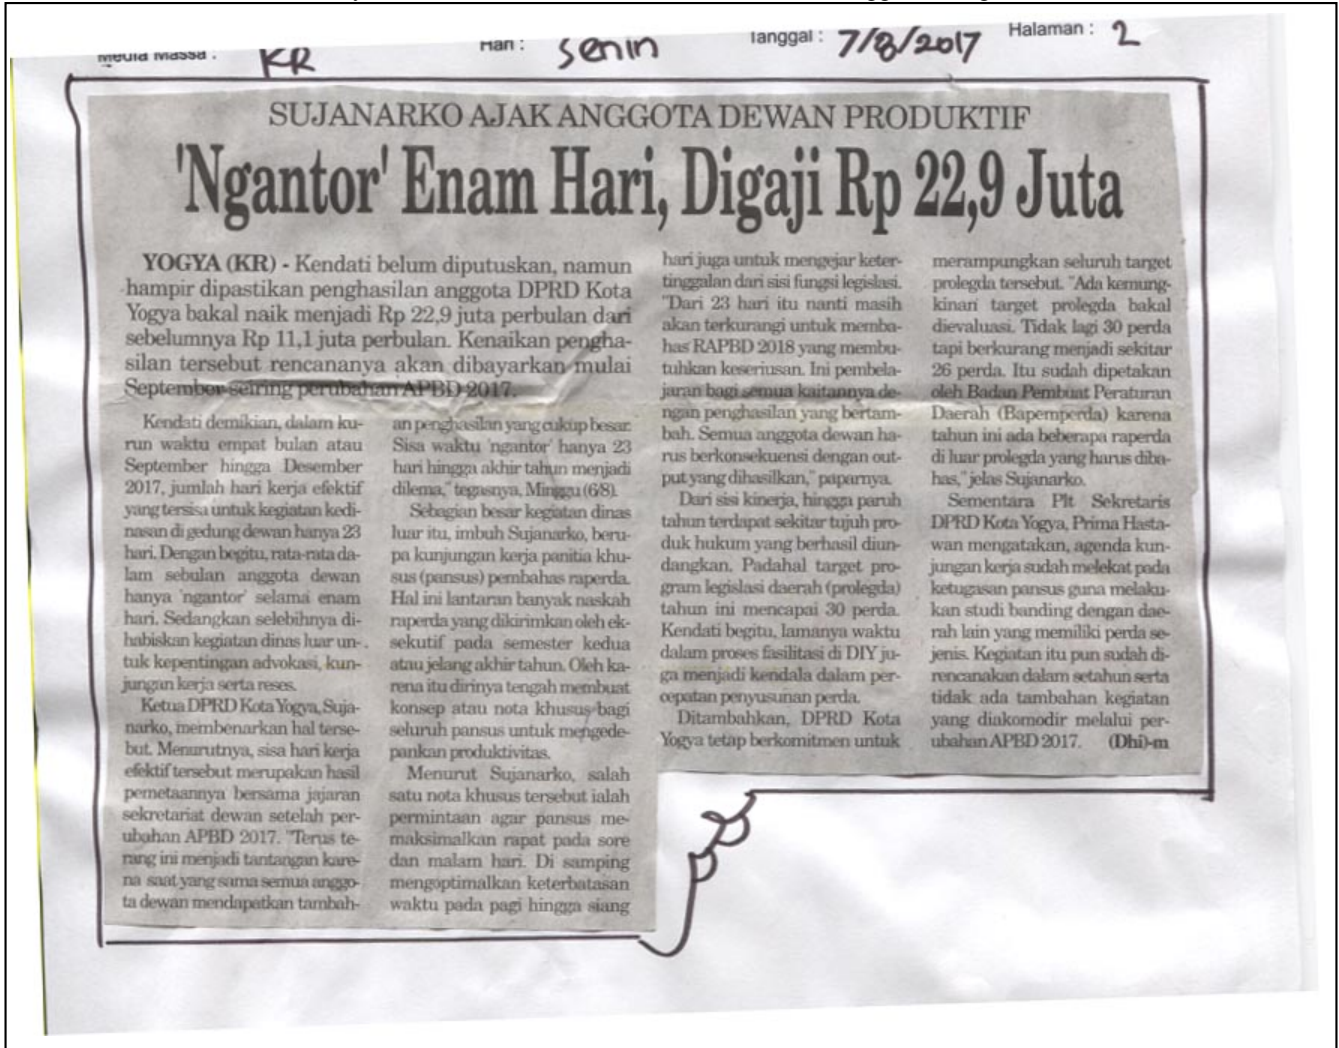 Media Massa : KR Hari : Senin Tanggal : 7/8/2017 Halaman : 2
SUJANARKO AJAK ANGGOTA DEWAN PRODUKTIF
'Ngantor' Enam Hari, Digaji Rp 22,9 Juta
YOGYA (KR) - Kendati belum diputuskan, namun
hampir dipastikan penghasilan anggota DPRD Kota
Yogya bakal naik menjadi Rp 22,9 juta perbulan dari
sebelumnya Rp 11,1 juta perbulan. Kenaikan pengha-
silan tersebut rencananya akan dibayarkan mulai
September seiring perubahan APBD 2017.
Kendati demikian, dalam ku-
run waktu empat bulan atau
September hingga Desember
2017, jumlah hari kerja efektif
yang tersisa untuk kegiatan kedi-
nasan di gedung dewan hanya 23
hari. Dengan begitu, rata-rata da-
lam sebulan anggota dewan
hanya 'ngantor' selama enam
hari. Sedangkan selebihnya di-
habiskan kegiatan dinas luar un-
tuk kepentingan advokasi, kun-
jungan kerja serta reses.
Ketua DPRD Kota Yogya, Suja-
narko, membenarkan hal terse-
but. Menurutnya, sisa hari kerja
efektif tersebut merupakan hasil
pemetaannya bersama jajaran
sekretariat dewan setelah per-
ubahan APBD 2017. "Terus te-
rang ini menjadi tantangan kare-
na saat yang sama semua anggo-
ta dewan mendapatkan tambah-
an penghasilan yang cukup besar.
Sisa waktu 'ngantor' hanya 23
hari hingga akhir tahun menjadi
dilema," tegasnya, Minggu (6/8).
Sebagian besar kegiatan dinas
luar itu, imbuh Sujanarko, beru-
pa kunjungan kerja panitia khu-
sus (pansus) pembahas raperda.
Hal ini lantaran banyak naskah
raperda yang dikirimkan oleh ek-
sekutif pada semester kedua
atau jelang akhir tahun. Oleh ka-
rena itu dirinya tengah membuat
konsep atau nota khusus bagi
seluruh pansus untuk mengede-
pankan produktivitas.
Menurut Sujanarko, salah
satu nota khusus tersebut ialah
permintaan agar pansus me-
maksimalkan rapat pada sore
dan malam hari. Di samping
mengoptimalkan keterbatasan
waktu pada pagi hingga siang
hari juga untuk mengejar keter-
tinggalan dari sisi fungsi legislasi.
"Dari 23 hari itu nanti masih
akan terkurangi untuk memba-
has RAPBD 2018 yang membu-
tuhkan keseriusan. Ini pembela-
jaran bagi semua kaitannya de-
ngan penghasilan yang bertam-
bah. Semua anggota dewan ha-
rus berkonsekuensi dengan out-
put yang dihasilkan," paparnya.
Dari sisi kinerja, hingga paruh
tahun terdapat sekitar tujuh pro-
duk hukum yang berhasil diun-
dangkan. Padahal target pro-
gram legislasi daerah (prolegda)
tahun ini mencapai 30 perda.
Kendati begitu, lamanya waktu
dalam proses fasilitasi di DIY ju-
ga menjadi kendala dalam per-
cepatan penyusunan perda.
Ditambahkan, DPRD Kota
Yogya tetap berkomitmen untuk
merampungkan seluruh target
prolegda tersebut. "Ada kemung-
kinan target prolegda bakal
dievaluasi. Tidak lagi 30 perda
tapi berkurang menjadi sekitar
26 perda. Itu sudah dipetakan
oleh Badan Pembuat Peraturan
Daerah (Bapemperda) karena
tahun ini ada beberapa raperda
di luar prolegda yang harus diba-
has," jelas Sujanarko.
Sementara Plt Sekretaris
DPRD Kota Yogya, Prima Hasta-
wan mengatakan, agenda kun-
jungan kerja sudah melekat pada
ketugasan pansus guna melaku-
kan studi banding dengan dae-
rah lain yang memiliki perda se-
jenis. Kegiatan itu pun sudah di-
rencanakan dalam setahun serta
tidak ada tambahan kegiatan
yang diakomodir melalui per-
ubahan APBD 2017. (Dhi)-m